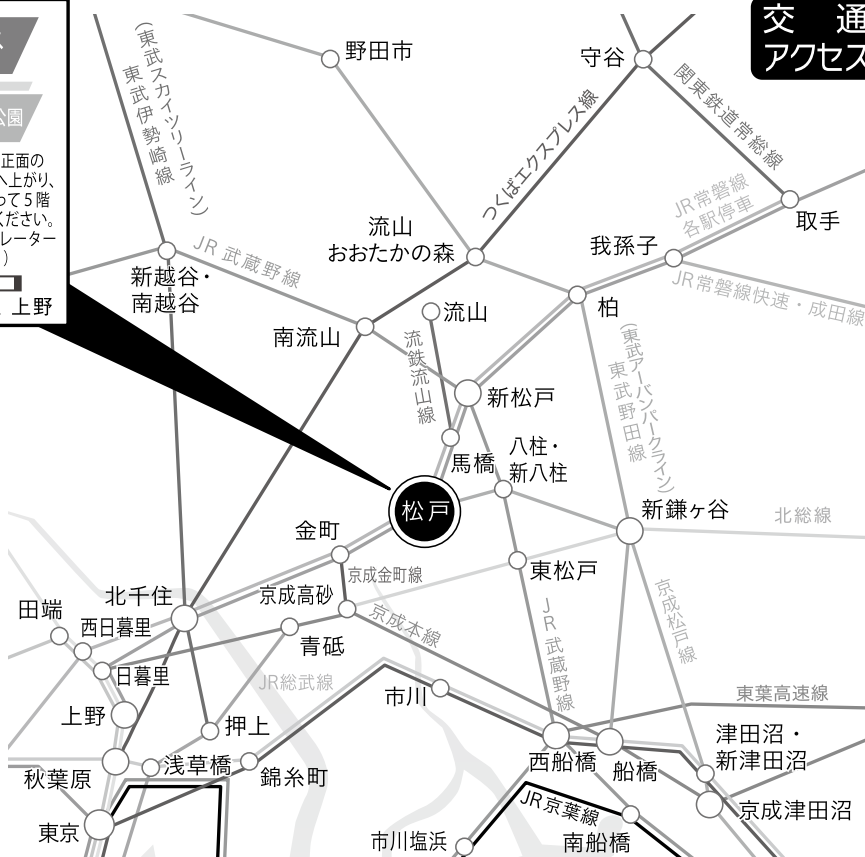 交　通
アクセス
公園
正面の
へ上がり、
って5階
ください。
レーター
)
上野
(東武スカイツリーライン)
東武伊勢崎線
野田市
守谷
関東鉄道常総線
つくばエクスプレス線
JR常磐線
各駅停車
取手
流山
おおたかの森
我孫子
JR常磐線快速・成田線
新越谷・
南越谷
JR武蔵野線
柏
南流山
流山
流鉄流山線
(東武アーバンパークライン)
東武野田線
新松戸
馬橋
八柱・
新八柱
松戸
新鎌ヶ谷
北総線
金町
京成金町線
東松戸
京成高砂
北千住
田端
西日暮里
京成本線
青砥
JR武蔵野線
京成松戸線
日暮里
JR総武線
市川
東葉高速線
上野
押上
西船橋
船橋
津田沼・
新津田沼
秋葉原
浅草橋
錦糸町
京成津田沼
東京
JR京葉線
市川塩浜
南船橋